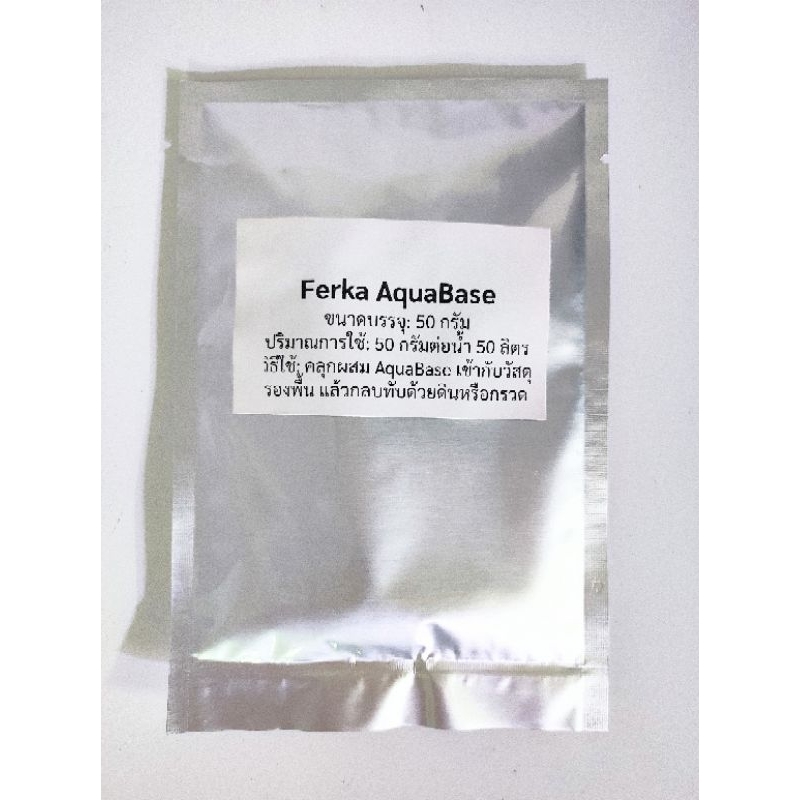 Ferka AquaBase
ขนาดบรรจุ: 50 กรัม
ปริมาณการใช้: 50 กรัมต่อน้ำ 50 ลิตร
วิธีใช้: คลุกผสม AquaBase เข้ากับวัสดุ
รองพื้น แล้วกลบทับด้วยดินหรือกรวด